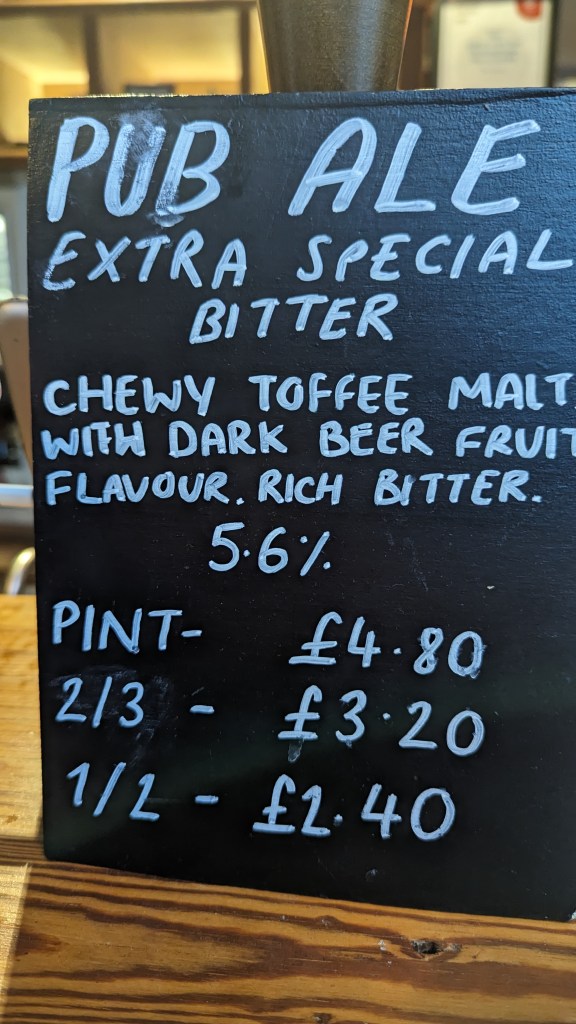 PUB ALE
EXTRA SPECIAL
BITTER
CHEWY TOFFEE MALT
WITH DARK BEER FRUIT
FLAVOUR. RICH BITTER.
5.6%
PINT- £4.80
2/3 - £3.20
1/2 - £2.40